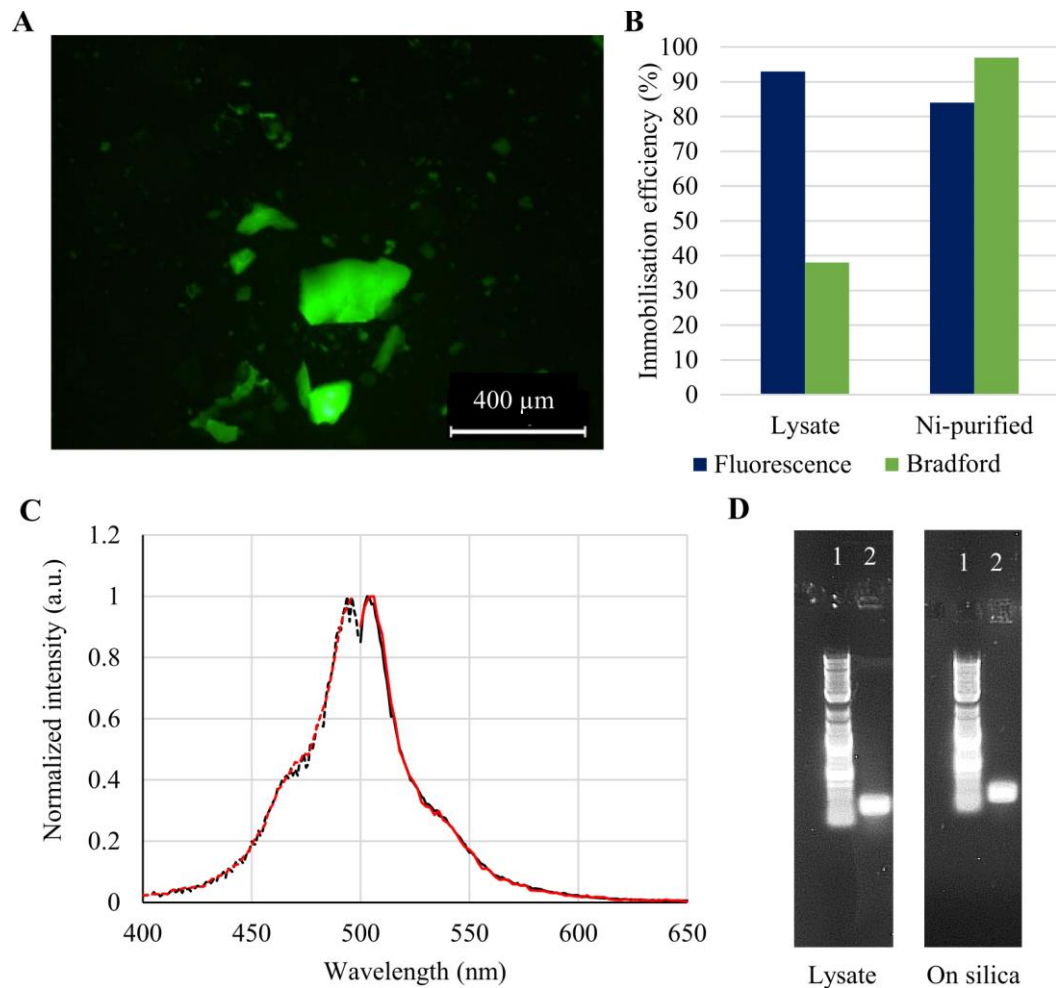 A
400 μm
B
Immobilisation efficiency (%)
100
90
80
70
60
50
40
30
20
10
0
Lysate Ni-purified
Fluorescence Bradford
C
Normalized intensity (a.u.)
1.2
1
0.8
0.6
0.4
0.2
0
400 450 500 550 600 650
Wavelength (nm)
D
1 2 1 2
Lysate On silica